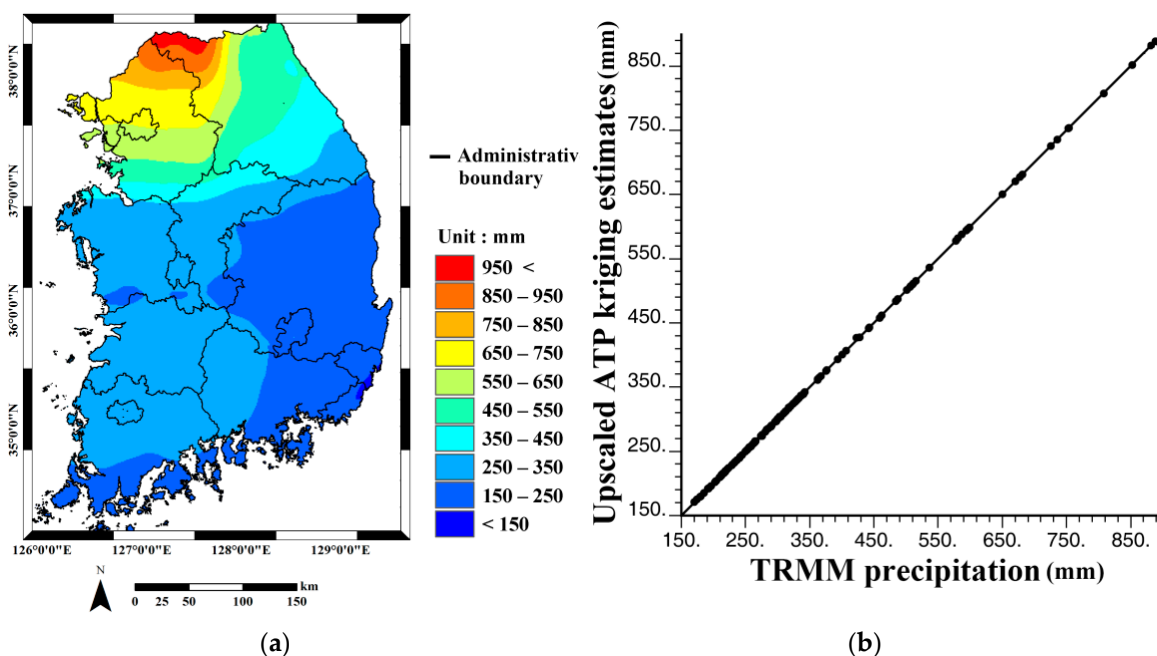 38°0'0"N
37°0'0"N
36°0'0"N
35°0'0"N
126°0'0"E
127°0'0"E
128°0'0"E
129°0'0"E
N
km
0 25 50 100 150
Administrativ
boundary
Unit : mm
950 <
850 – 950
750 – 850
650 – 750
550 – 650
450 – 550
350 – 450
250 – 350
150 – 250
< 150
(a)
Upscaled ATP kriging estimates (mm)
850.
750.
650.
550.
450.
350.
250.
150.
150. 250. 350. 450. 550. 650. 750. 850.
TRMM precipitation (mm)
(b)